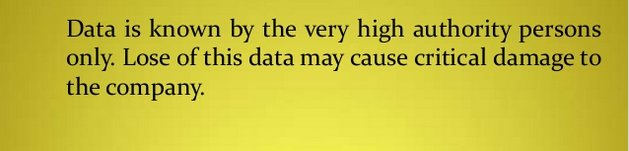 Data is known by the very high authority persons
only. Lose of this data may cause critical damage to
the company.